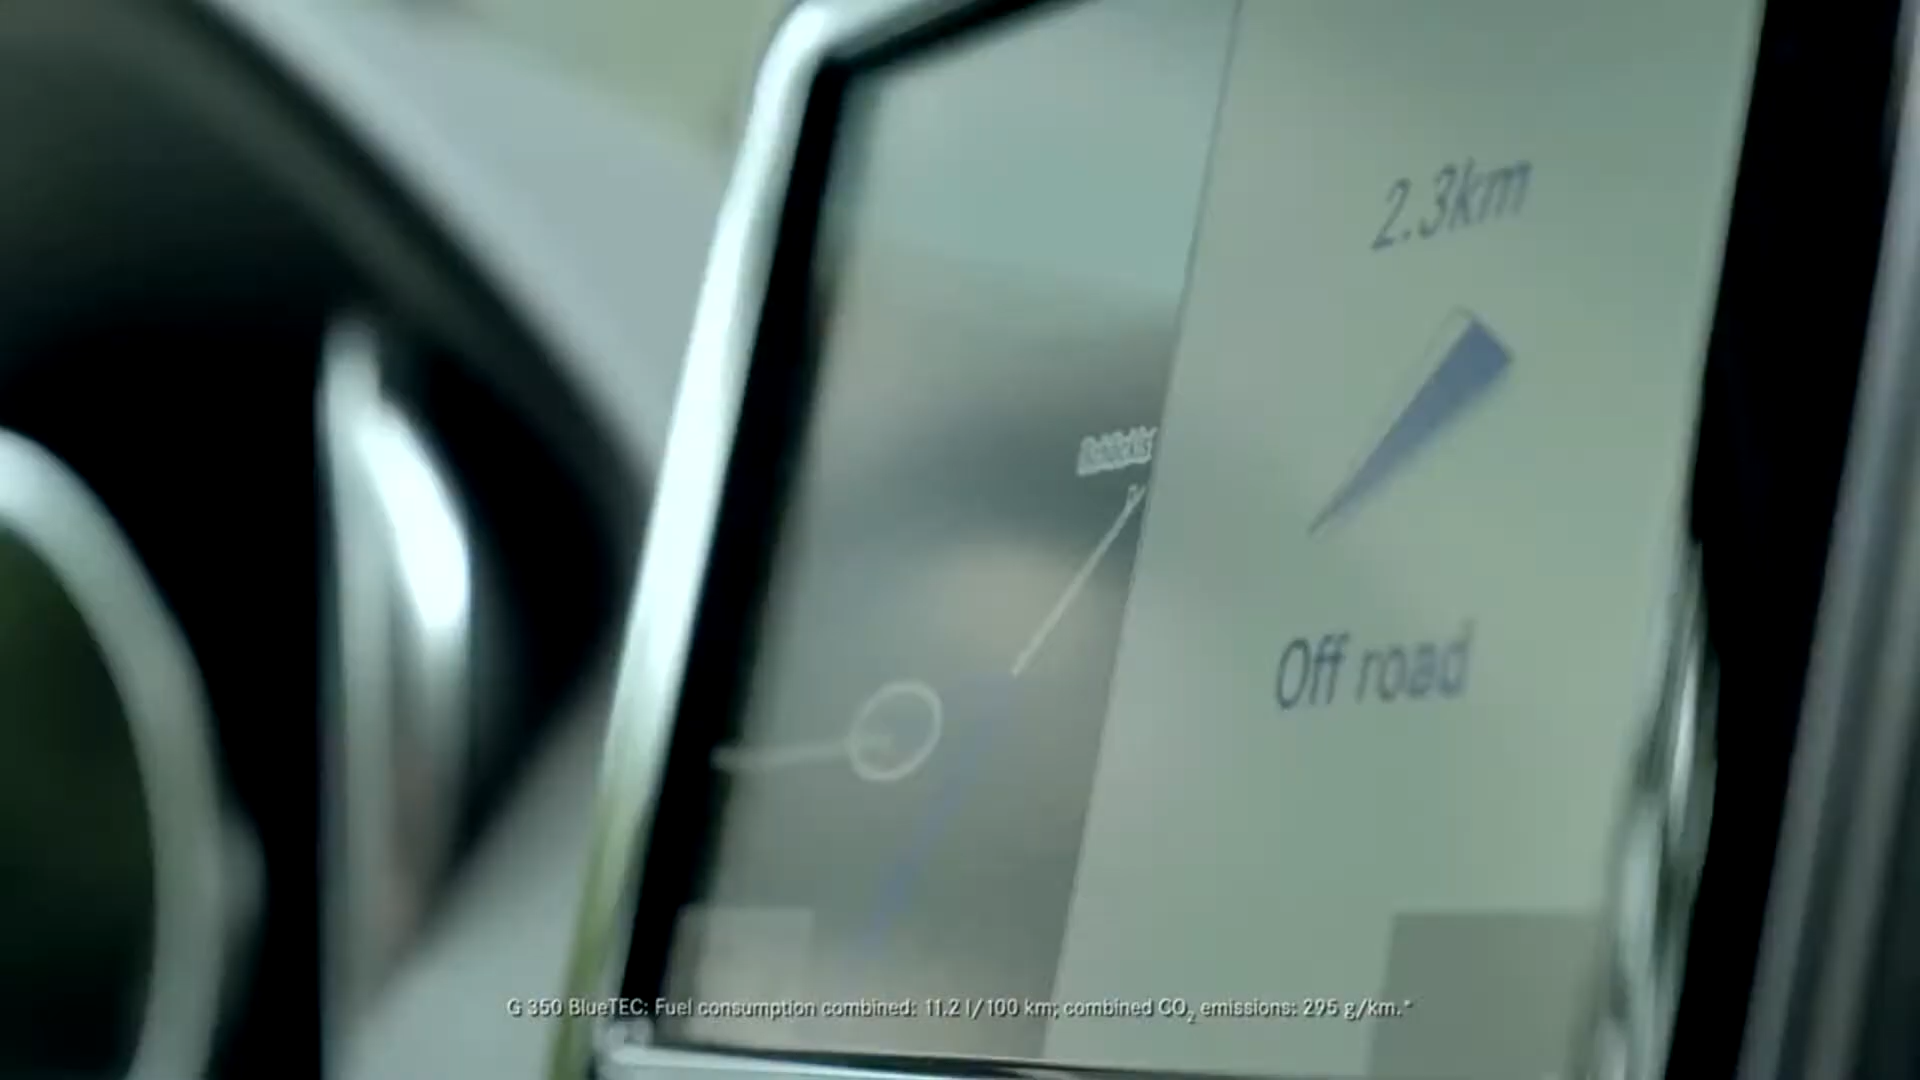 2.3km
Off road
G 350 BlueTEC: Fuel consumption combined: 11.2 l/100 km; combined CO₂ emissions: 295 g/km.*